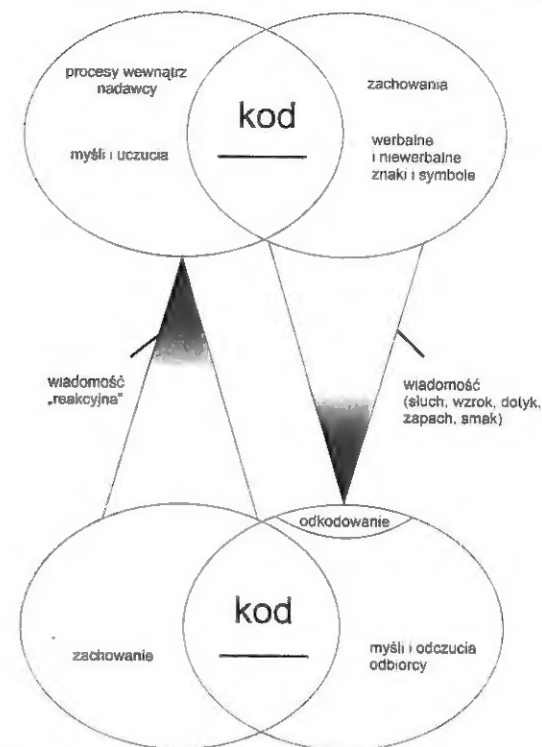 procesy wewnątrz
nadawcy
myśli i uczucia
kod
zachowania
werbalne
i niewerbalne
znaki i symbole
wiadomość
„reakcyjna”
wiadomość
(słuch, wzrok, dotyk,
zapach, smak)
odkodowanie
zachowanie
kod
myśli i odczucia
odbiorcy